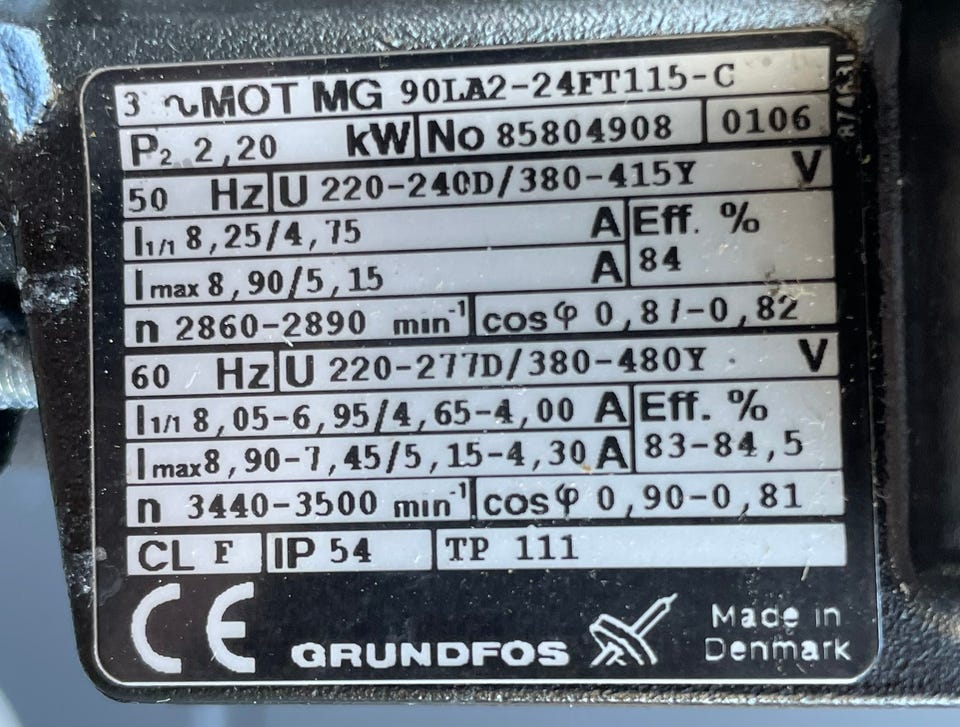 3 ∿MOT MG 90LA2-24FT115-C
P2 2,20 kW No 85804908 0106
50 Hz U 220-240D/380-415Y V
I1/1 8,25/4,75 A Eff. %
Imax 8,90/5,15 A 84
n 2860-2890 min-1 cosφ 0,87-0,82
60 Hz U 220-277D/380-480Y V
I1/1 8,05-6,95/4,65-4,00 A Eff. %
Imax 8,90-7,45/5,15-4,30 A 83-84,5
n 3440-3500 min-1 cosφ 0,90-0,81
CL F IP 54 TP 111
CE GRUNDFOS Made in
Denmark